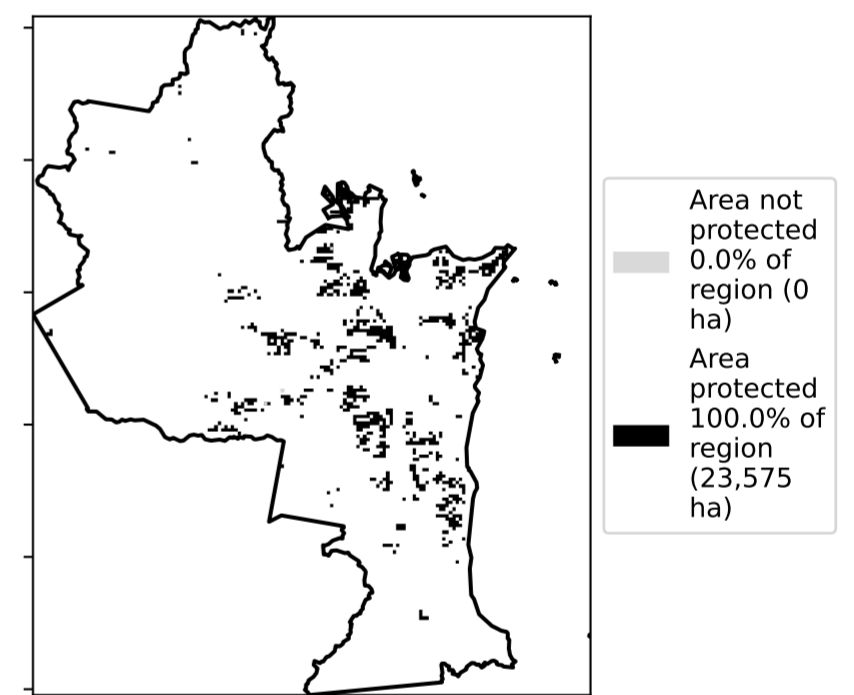 Area not
protected
0.0% of
region (0
ha)
Area
protected
100.0% of
region
(23,575
ha)